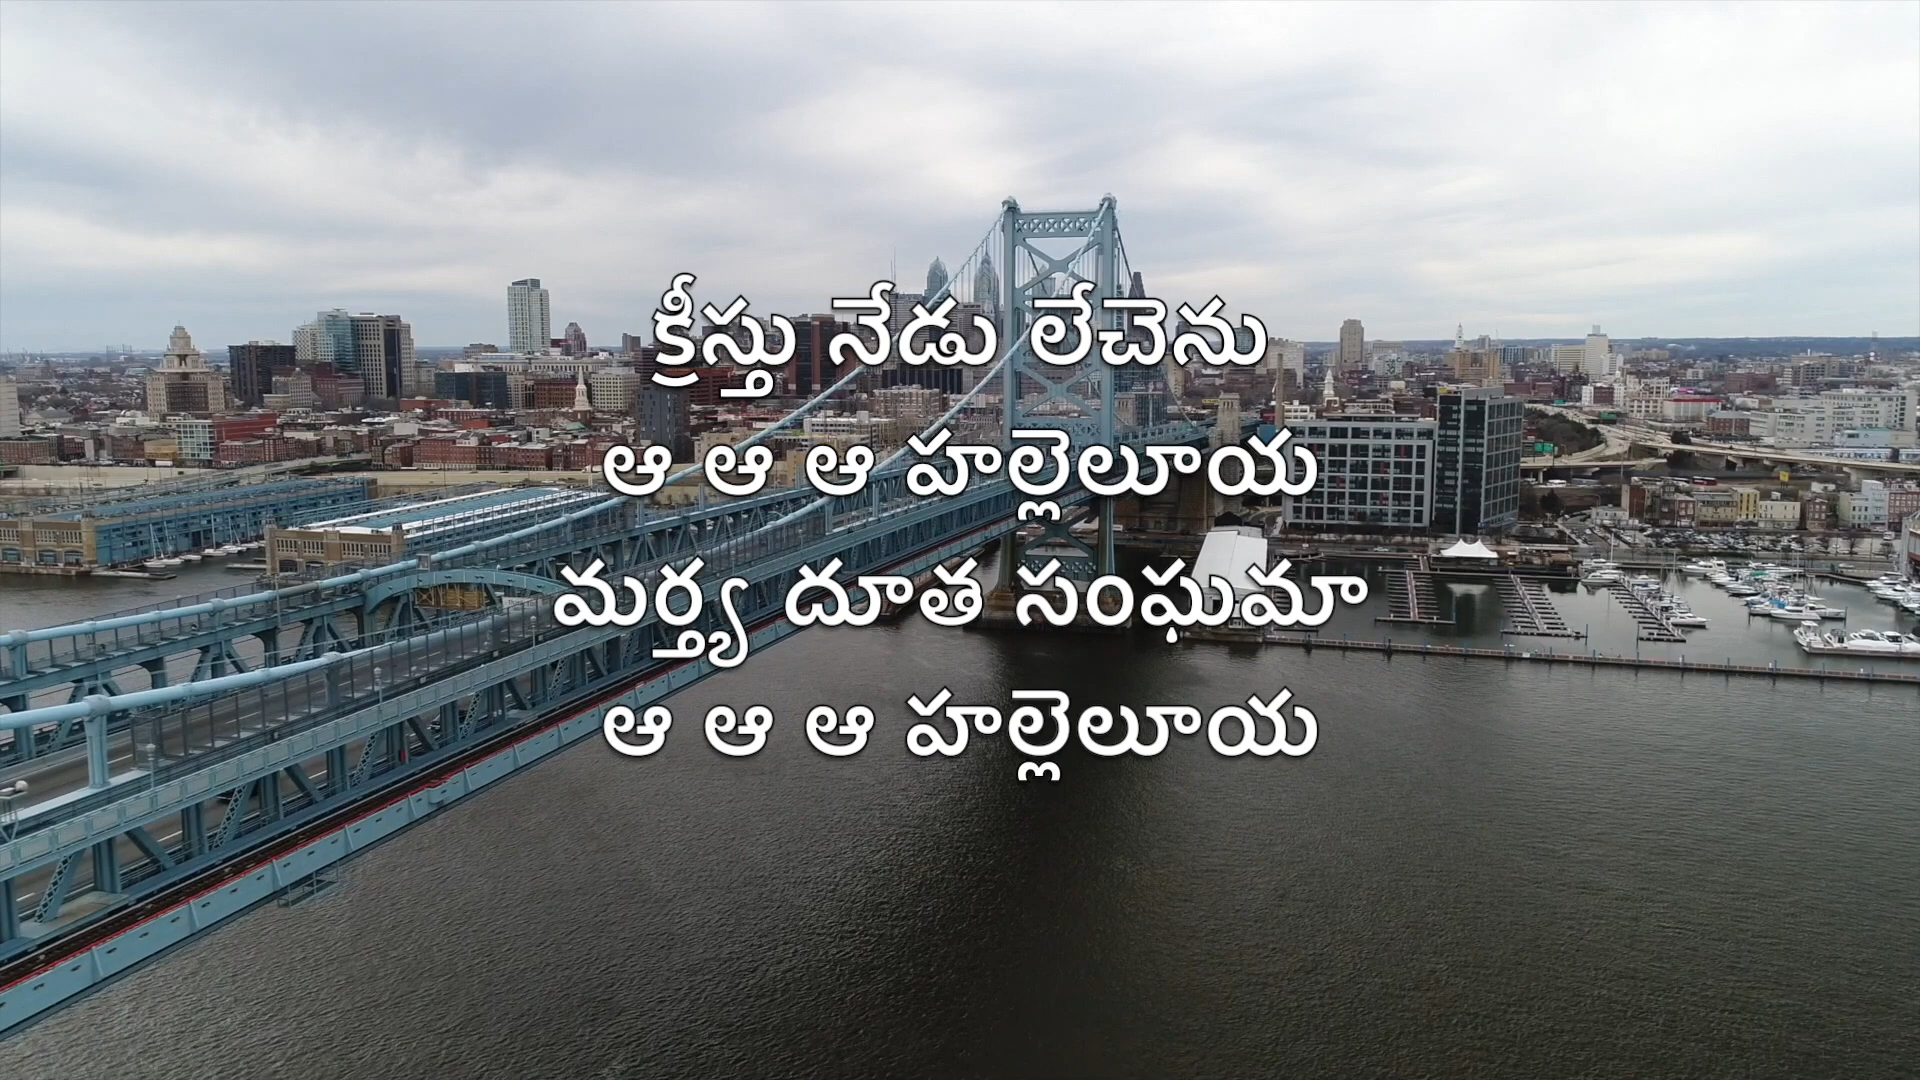 క్రీస్తు నేడు లేచెను
ఆ ఆ ఆ హల్లెలూయ
మర్త్య దూత సంఘమా
ఆ ఆ ఆ హల్లెలూయ